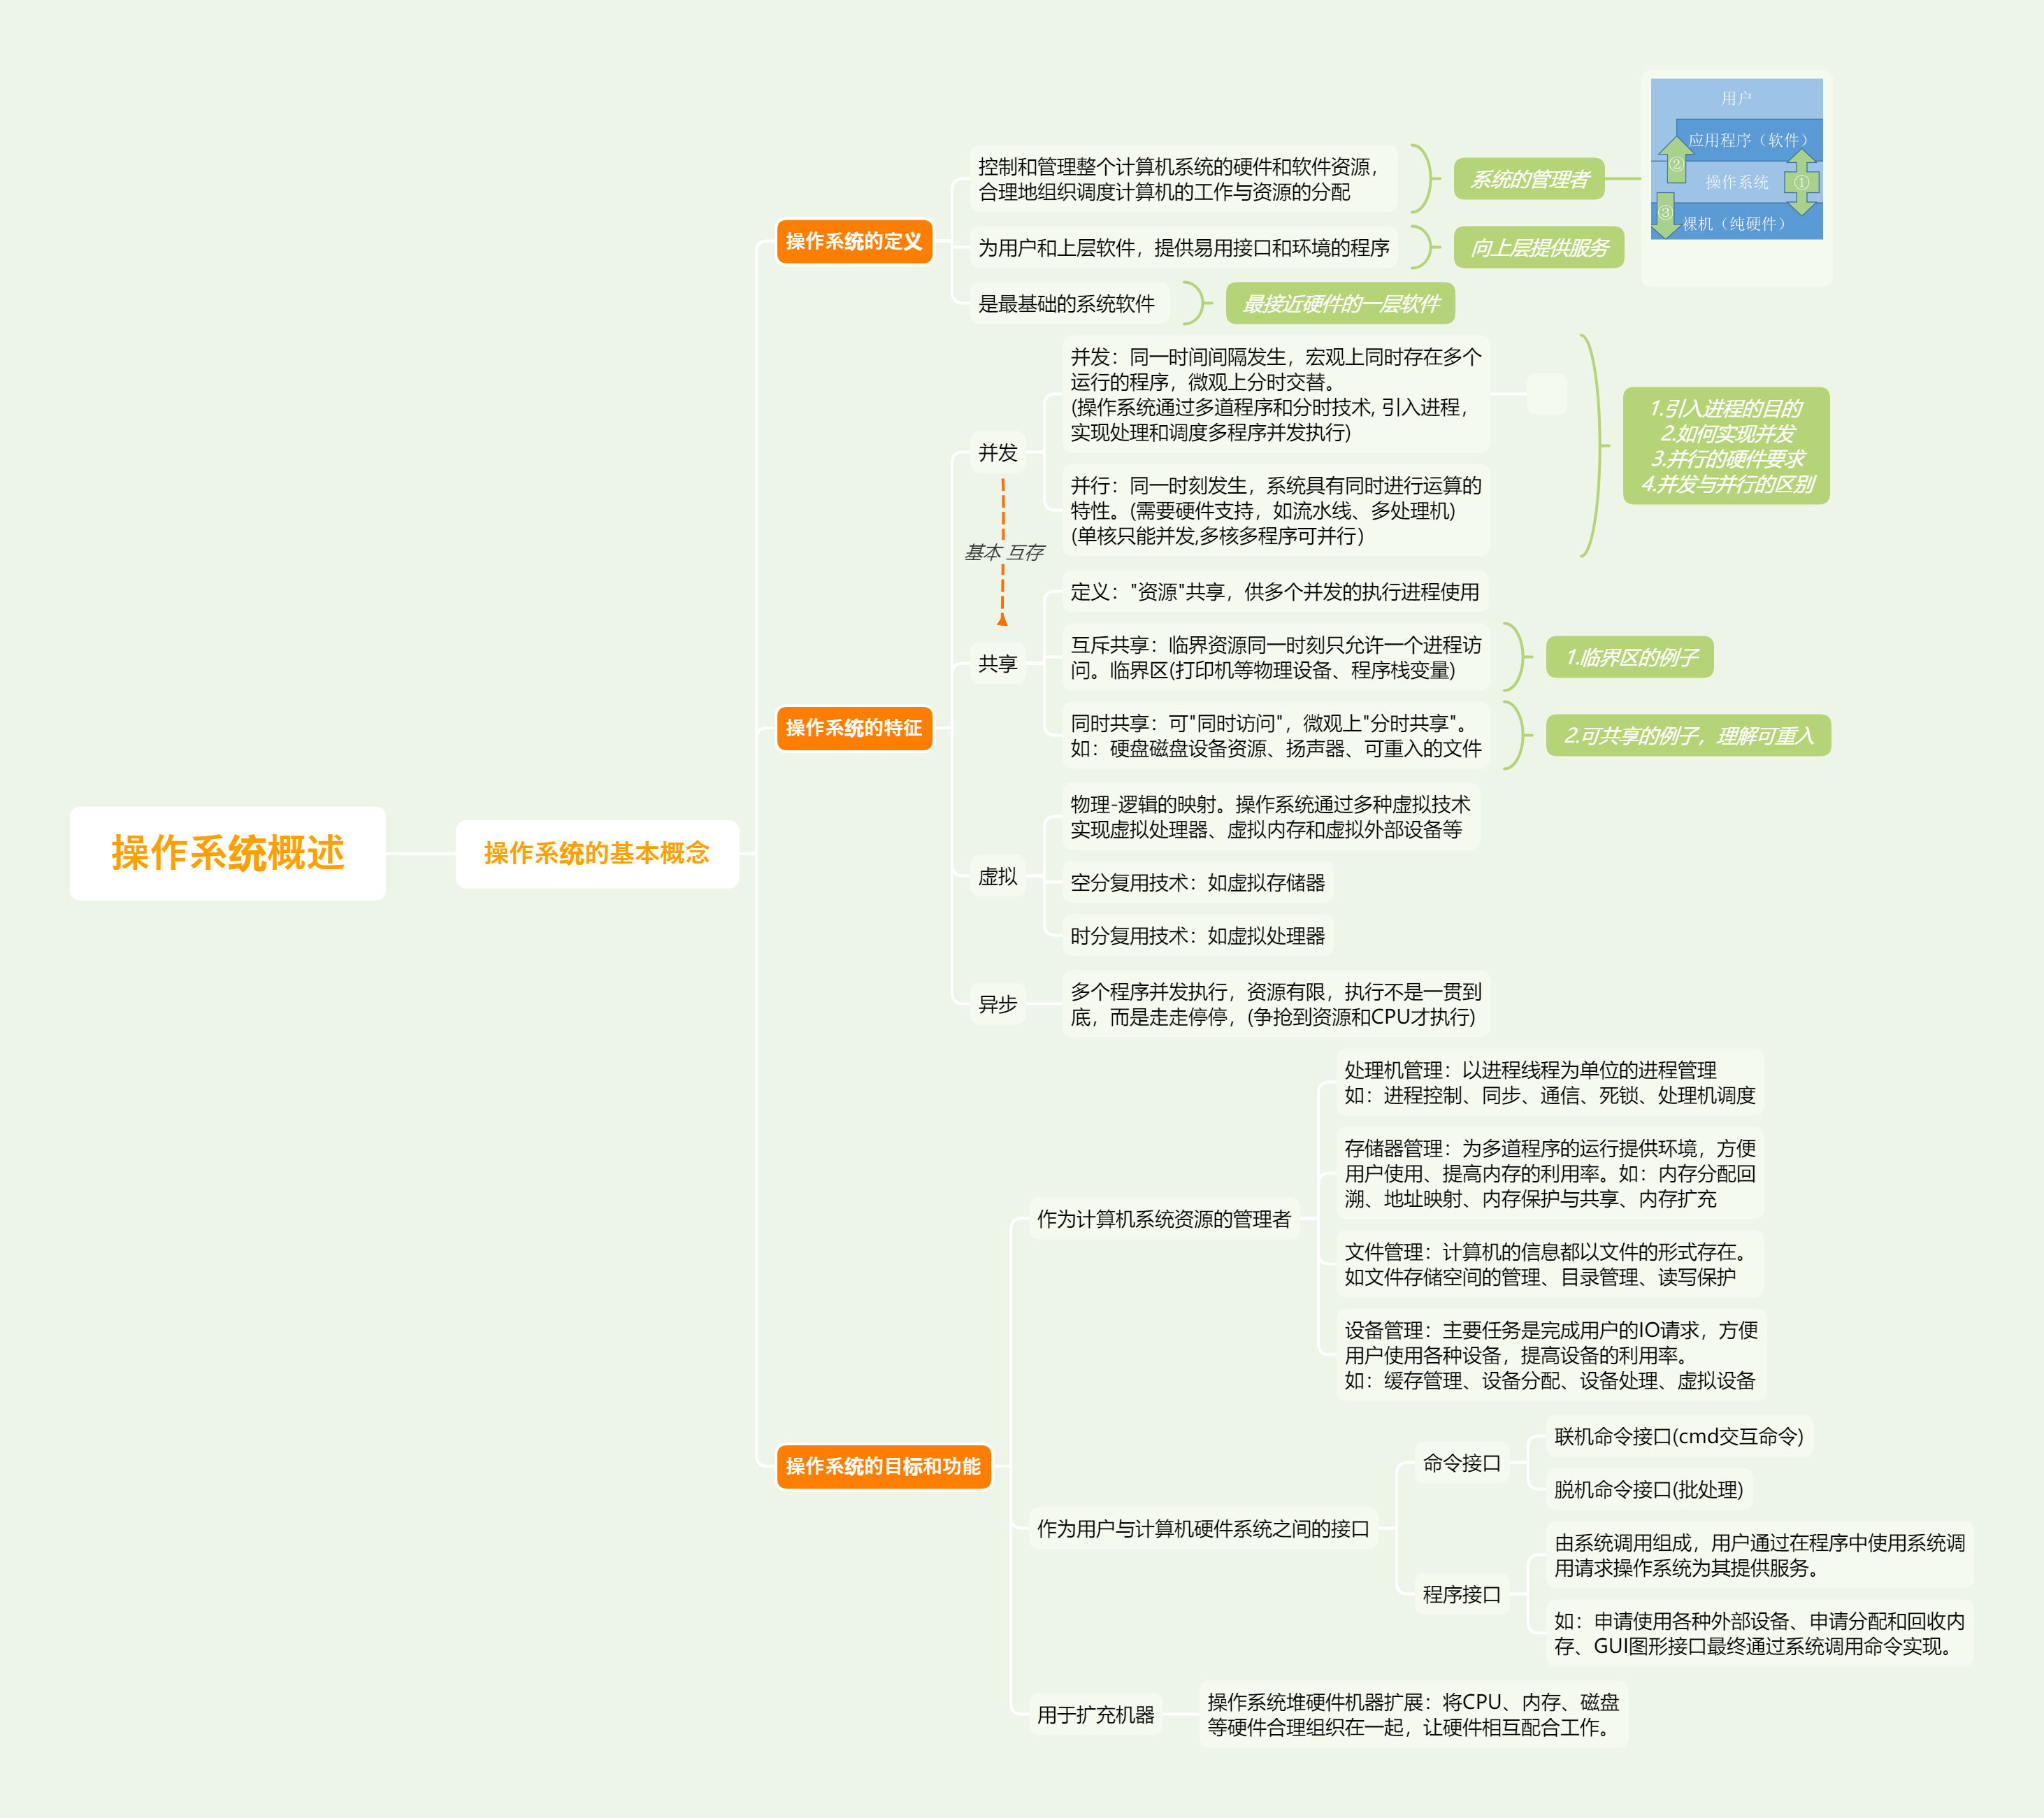 操作系统概述
操作系统的基本概念
操作系统的定义
控制和管理整个计算机系统的硬件和软件资源，
合理地组织调度计算机的工作与资源的分配
系统的管理者
用户
应用程序（软件）
②
操作系统
①
③
裸机（纯硬件）
为用户和上层软件，提供易用接口和环境的程序
向上层提供服务
是最基础的系统软件
最接近硬件的一层软件
操作系统的特征
并发
并发：同一时间间隔发生，宏观上同时存在多个
运行的程序，微观上分时交替。
(操作系统通过多道程序和分时技术, 引入进程，
实现处理和调度多程序并发执行)
并行：同一时刻发生，系统具有同时进行运算的
特性。(需要硬件支持，如流水线、多处理机)
(单核只能并发,多核多程序可并行)
1.引入进程的目的
2.如何实现并发
3.并行的硬件要求
4.并发与并行的区别
基本 互存
共享
定义："资源"共享，供多个并发的执行进程使用
互斥共享：临界资源同一时刻只允许一个进程访
问。临界区(打印机等物理设备、程序栈变量)
1.临界区的例子
同时共享：可"同时访问"，微观上"分时共享"。
如：硬盘磁盘设备资源、扬声器、可重入的文件
2.可共享的例子，理解可重入
虚拟
物理-逻辑的映射。操作系统通过多种虚拟技术
实现虚拟处理器、虚拟内存和虚拟外部设备等
空分复用技术：如虚拟存储器
时分复用技术：如虚拟处理器
异步
多个程序并发执行，资源有限，执行不是一贯到
底，而是走走停停，(争抢到资源和CPU才执行)
操作系统的目标和功能
作为计算机系统资源的管理者
处理机管理：以进程线程为单位的进程管理
如：进程控制、同步、通信、死锁、处理机调度
存储器管理：为多道程序的运行提供环境，方便
用户使用、提高内存的利用率。如：内存分配回
溯、地址映射、内存保护与共享、内存扩充
文件管理：计算机的信息都以文件的形式存在。
如文件存储空间的管理、目录管理、读写保护
设备管理：主要任务是完成用户的IO请求，方便
用户使用各种设备，提高设备的利用率。
如：缓存管理、设备分配、设备处理、虚拟设备
作为用户与计算机硬件系统之间的接口
命令接口
联机命令接口(cmd交互命令)
脱机命令接口(批处理)
程序接口
由系统调用组成，用户通过在程序中使用系统调
用请求操作系统为其提供服务。
如：申请使用各种外部设备、申请分配和回收内
存、GUI图形接口最终通过系统调用命令实现。
用于扩充机器
操作系统堆硬件机器扩展：将CPU、内存、磁盘
等硬件合理组织在一起，让硬件相互配合工作。